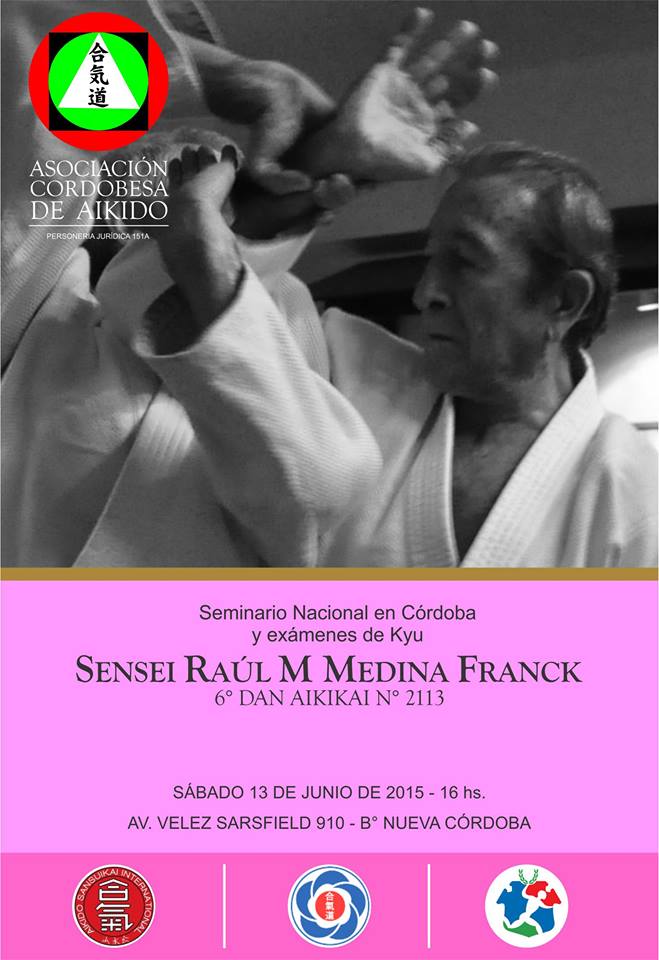 合
気
道
ASOCIACIÓN
CORDOBESA
DE AIKIDO
PERSONERIA JURÍDICA 151A
Seminario Nacional en Córdoba
y exámenes de Kyu
SENSEI RAÚL M MEDINA FRANCK
6° DAN AIKIKAI N° 2113
SÁBADO 13 DE JUNIO DE 2015 - 16 hs.
AV. VELEZ SARSFIELD 910 - B° NUEVA CÓRDOBA
AIKIDO SANSUIKAI INTERNATIONAL
合氣
合
気
道